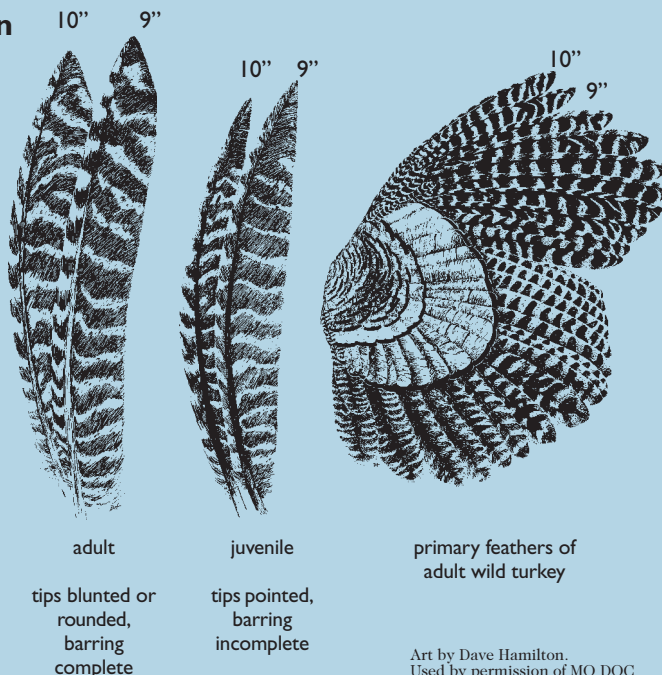 n
10” 9”
10” 9”
10”
9”
adult
tips blunted or
rounded,
barring
complete
juvenile
tips pointed,
barring
incomplete
primary feathers of
adult wild turkey
Art by Dave Hamilton.
Used by permission of MO DOC